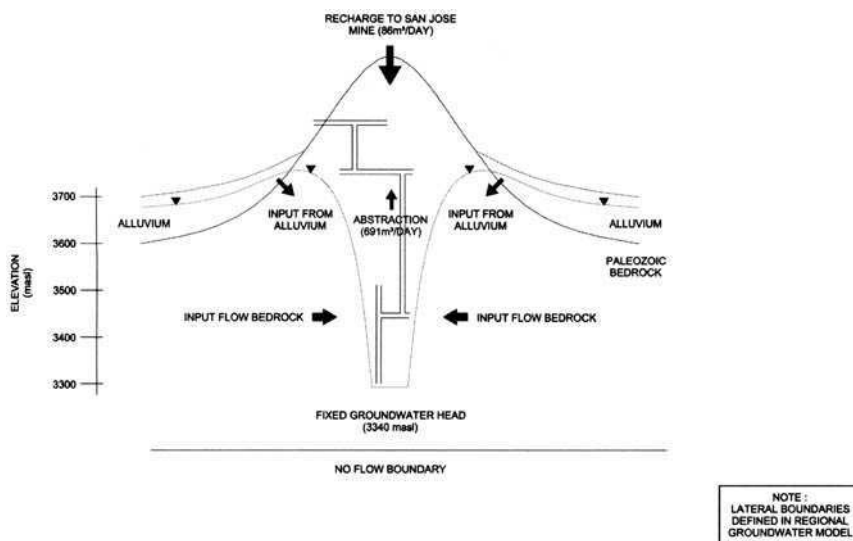 RECHARGE TO SAN JOSE
MINE (86m³/DAY)
3700
3600
3500
3400
3300
ELEVATION
(masl)
ALLUVIUM
INPUT FROM
ALLUVIUM
ABSTRACTION
(691m³/DAY)
INPUT FROM
ALLUVIUM
ALLUVIUM
PALEOZOIC
BEDROCK
INPUT FLOW BEDROCK
INPUT FLOW BEDROCK
FIXED GROUNDWATER HEAD
(3340 masl)
NO FLOW BOUNDARY
NOTE :
LATERAL BOUNDARIES
DEFINED IN REGIONAL
GROUNDWATER MODEL